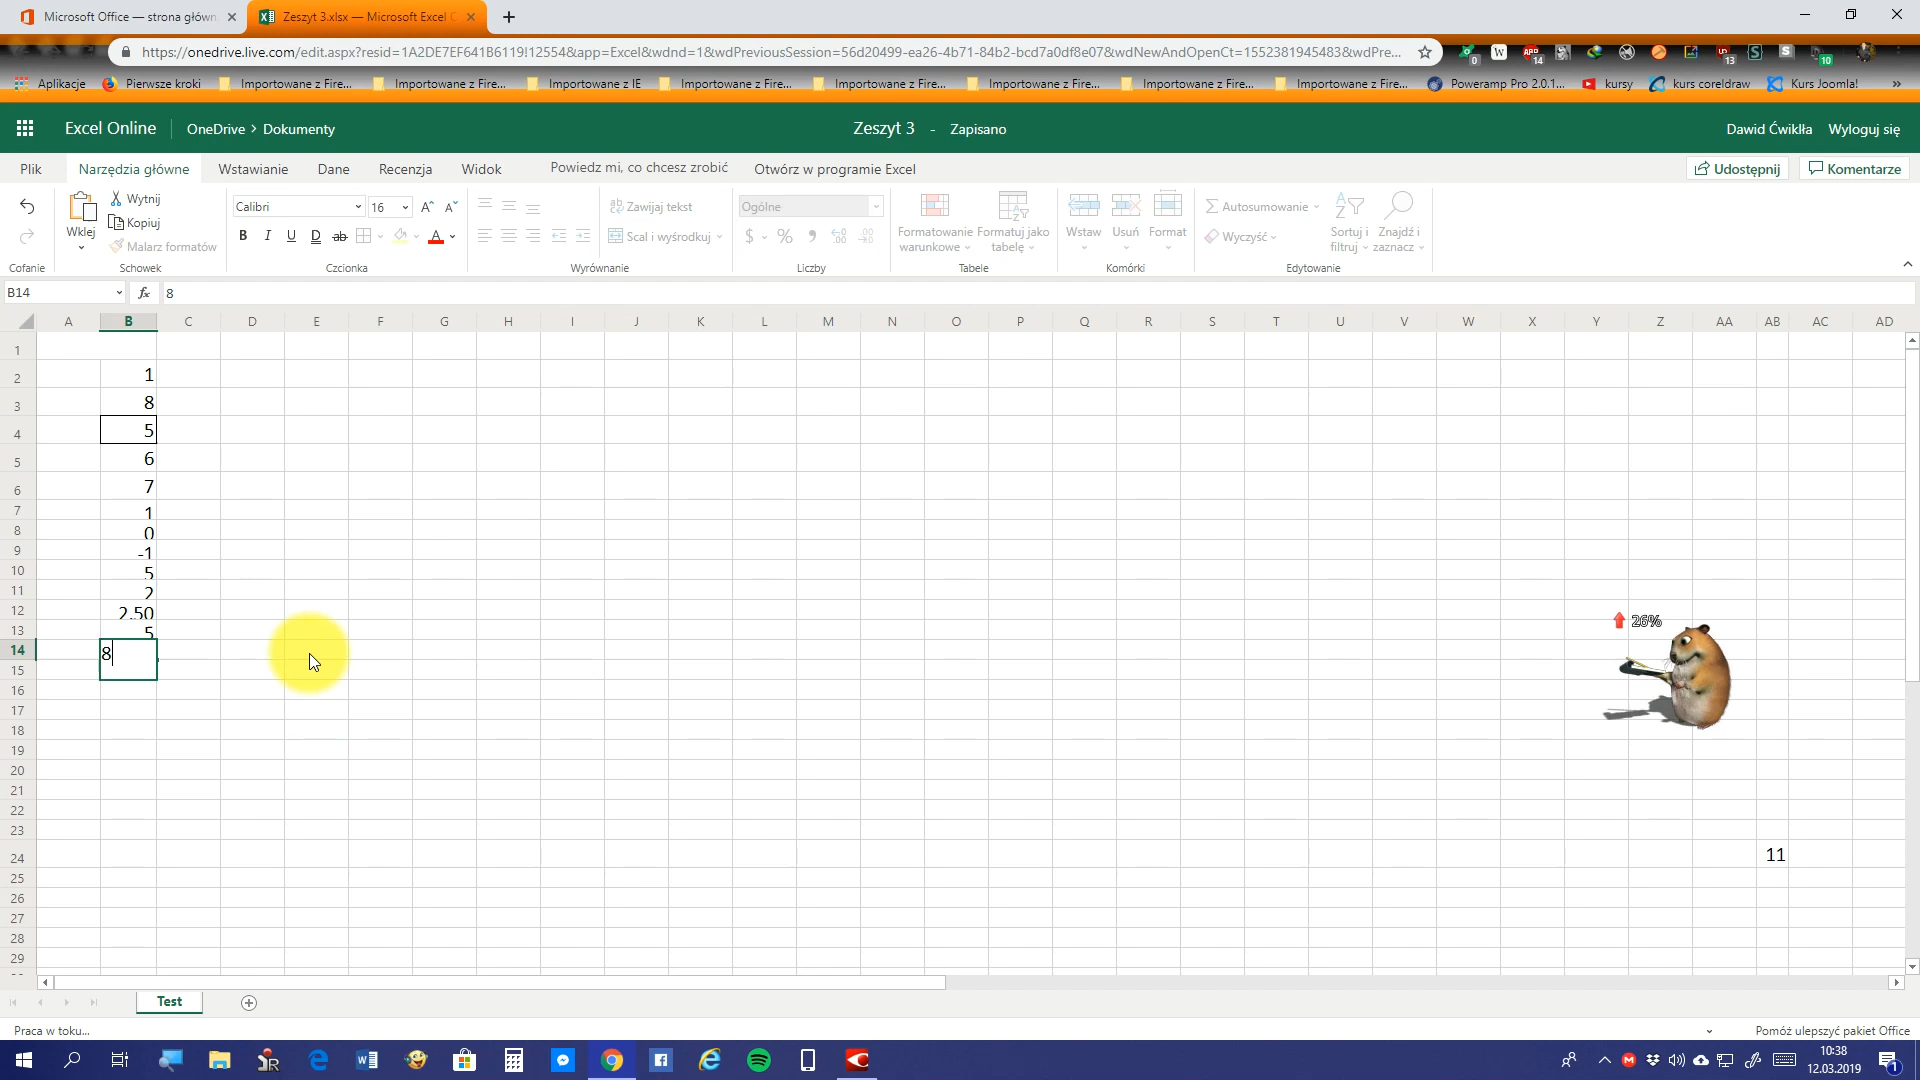 Microsoft Office — strona główn
Zeszyt 3.xlsx — Microsoft Excel O
https://onedrive.live.com/edit.aspx?resid=1A2DE7EF641B6119!12554&app=Excel&wdnd=1&wdPreviousSession=56d20499-ea26-4b71-84b2-bcd7a0df8e07&wdNewAndOpenCt=1552381945483&wdPre...
0 W 14 13 10
Aplikacje Pierwsze kroki Importowane z Fire... Importowane z Fire... Importowane z IE Importowane z Fire... Importowane z Fire... Importowane z Fire... Importowane z Fire... Importowane z Fire... Poweramp Pro 2.0.1... kursy kurs coreldraw Kurs Joomla! »
Excel Online OneDrive > Dokumenty Zeszyt 3 - Zapisano Dawid Ćwiklła Wyloguj się
Plik Narzędzia główne Wstawianie Dane Recenzja Widok Powiedz mi, co chcesz zrobić Otwórz w programie Excel Udostępnij Komentarze
Wklej Wytnij Kopiuj Malarz formatów
Calibri 16 A A
B I U D ab A
Zawijaj tekst
Scal i wyśrodkuj
Ogólne
$ %
Formatowanie warunkowe
Formatuj jako tabelę
Wstaw Usuń Format
Autosumowanie
Wyczyść
Sortuj i filtruj
Znajdź i zaznacz
Cofanie Schowek Czcionka Wyrównanie Liczby Tabele Komórki Edytowanie
B14 fx 8
A B C D E F G H I J K L M N O P Q R S T U V W X Y Z AA AB AC AD
1
2 1
3 8
4 5
5 6
6 7
7 1
8 0
9 -1
10 5
11 2
12 2,50
13 5
14 8
15
16
17
18
19
20
21
22
23
24 11
25
26
27
28
29
26%
Test
Praca w toku... Pomóż ulepszyć pakiet Office
10:38
12.03.2019
1